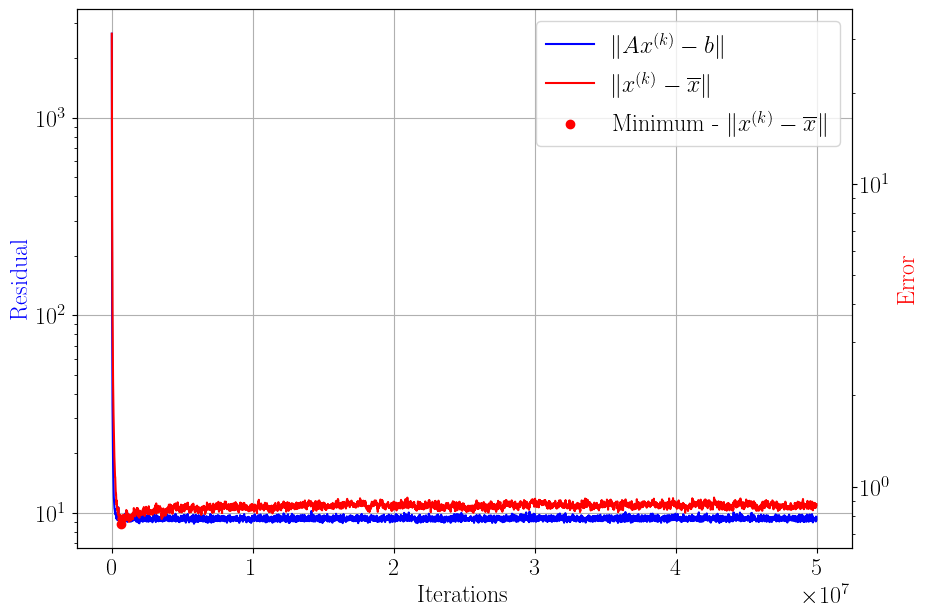 ‖Ax^{(k)} − b‖
‖x^{(k)} − x̅‖
Minimum - ‖x^{(k)} − x̅‖
10^3
10^2
10^1
Residual
10^1
10^0
Error
0 1 2 3 4 5
×10^7
Iterations